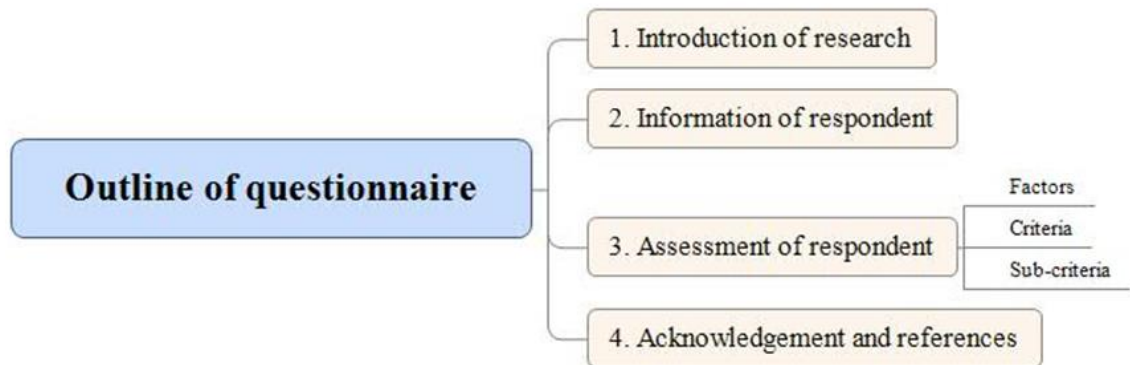 Outline of questionnaire
1. Introduction of research
2. Information of respondent
3. Assessment of respondent
Factors
Criteria
Sub-criteria
4. Acknowledgement and references